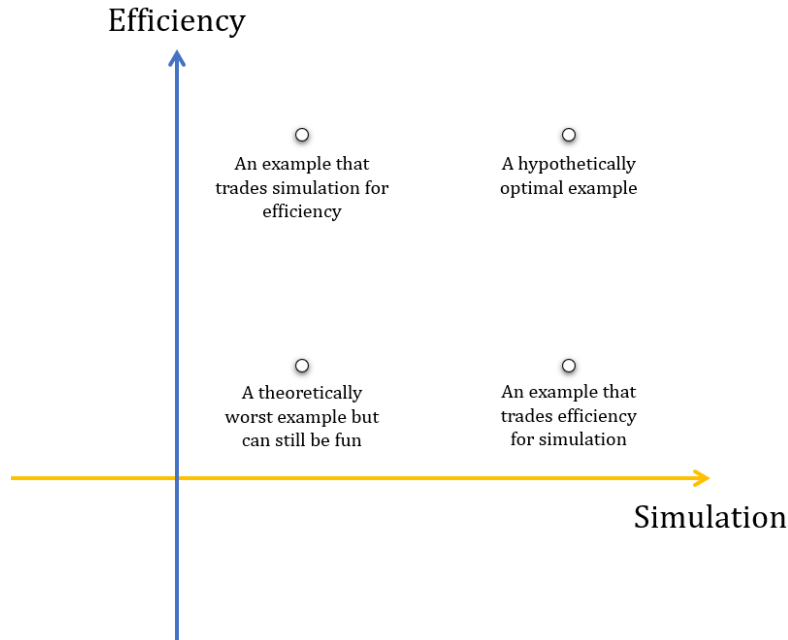 Efficiency
An example that
trades simulation for
efficiency
A hypothetically
optimal example
A theoretically
worst example but
can still be fun
An example that
trades efficiency
for simulation
Simulation